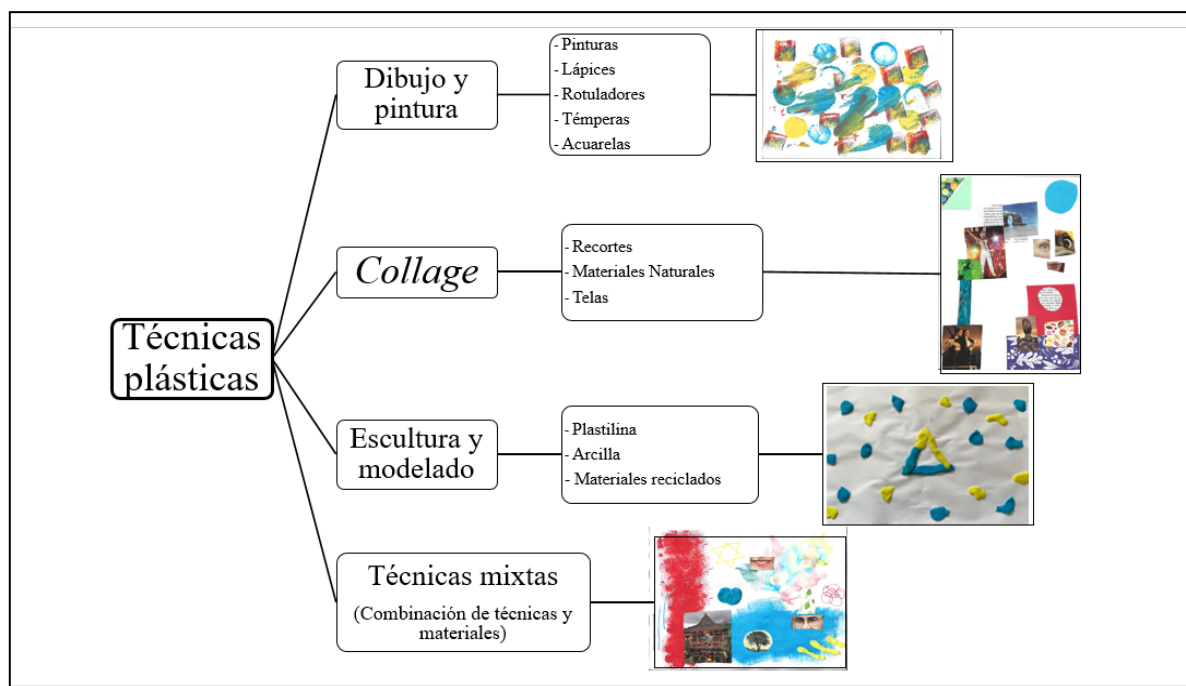 Técnicas
plásticas
Dibujo y
pintura
- Pinturas
- Lápices
- Rotuladores
- Témperas
- Acuarelas
Collage
- Recortes
- Materiales Naturales
- Telas
Escultura y
modelado
- Plastilina
- Arcilla
- Materiales reciclados
Técnicas mixtas
(Combinación de técnicas y
materiales)